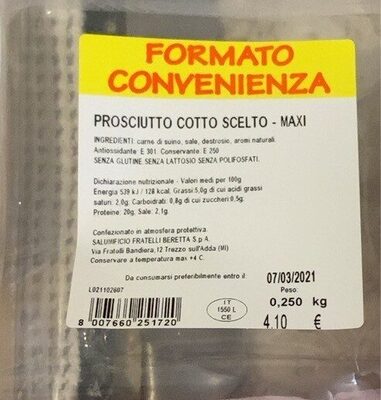 FORMATO
CONVENIENZA
PROSCIUTTO COTTO SCELTO - MAXI
INGREDIENTI: carne di suino, sale, destrosio, aromi naturali.
Antiossidante: E 301. Conservante: E 250
SENZA GLUTINE SENZA LATTOSIO SENZA POLIFOSFATI.
Dichiarazione nutrizionale - Valori medi per 100g
Energia 539 kJ / 128 kcal, Grassi:5,0g di cui acidi grassi
saturi: 2,0g, Carboidrati: 0,8g di cui zuccheri:0,5g;
Proteine: 20g, Sale: 2,1g.
Confezionato in atmosfera protettiva.
SALUMIFICIO FRATELLI BERETTA S.p.A.
Via Fratelli Bandiera,12 Trezzo sull'Adda (MI)
Conservare a temperatura max +4 C.
Da consumarsi preferibilmente entro il:
07/03/2021
L021102607
Peso
0,250 kg
IT
1550 L
CE
8 007660 251720
4.10 €